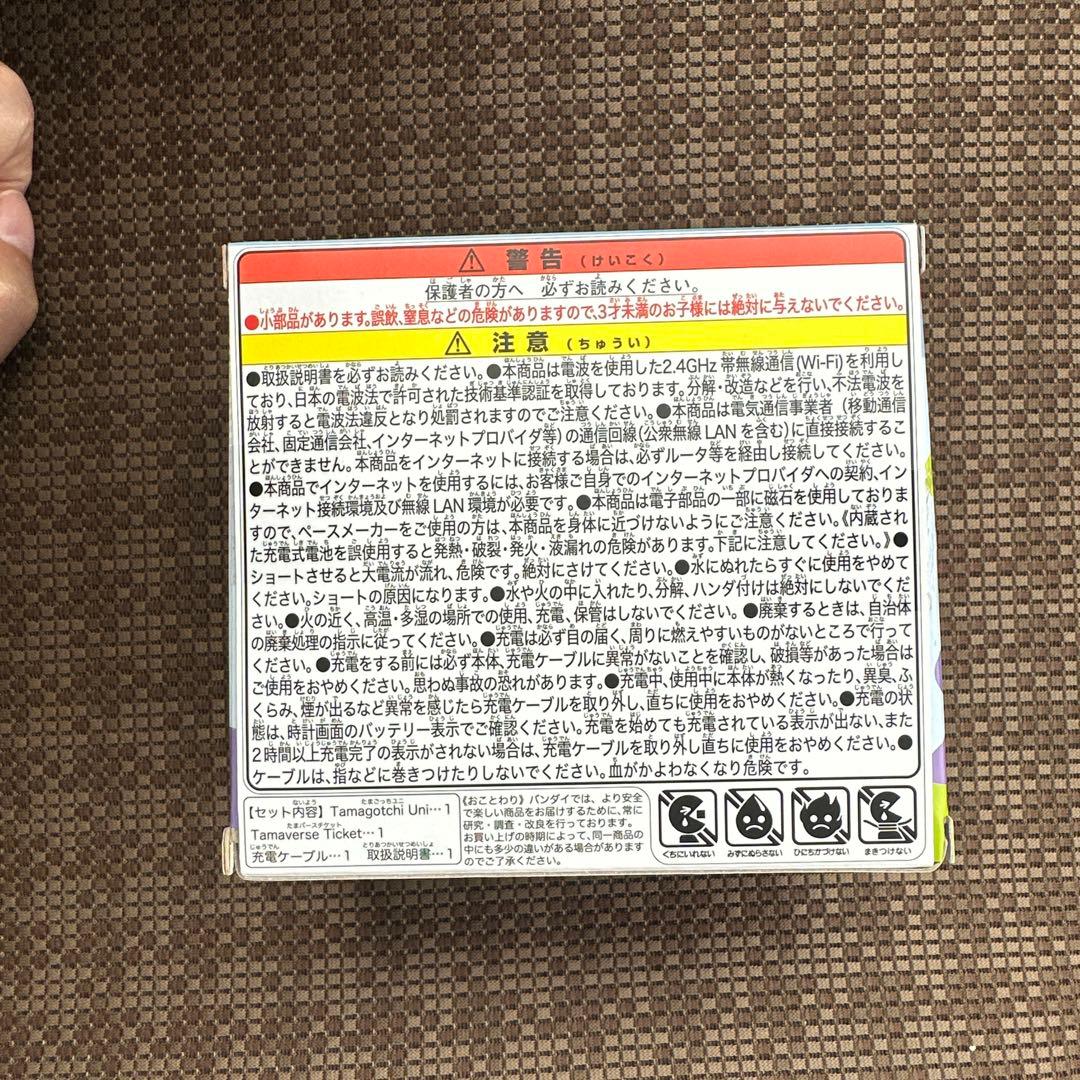 ⚠ 警告（けいこく）
保護者の方へ 必ずお読みください。
●小部品があります。誤飲、窒息などの危険がありますので、3才未満のお子様には絶対に与えないでください。
⚠ 注意（ちゅうい）
●取扱説明書を必ずお読みください。●本商品は電波を使用した2.4GHz 帯無線通信(Wi-Fi)を利用し
ており、日本の電波法で許可された技術基準認証を取得しております。分解・改造などを行い、不法電波を
放射すると電波法違反となり処罰されますのでご注意ください。●本商品は電気通信事業者（移動通信
会社、固定通信会社、インターネットプロバイダ等）の通信回線(公衆無線 LANを含む)に直接接続するこ
とができません。本商品をインターネットに接続する場合は、必ずルータ等を経由し接続してください。
●本商品でインターネットを使用するには、お客様ご自身でのインターネットプロバイダへの契約、イン
ターネット接続環境及び無線 LAN 環境が必要です。●本商品は電子部品の一部に磁石を使用しております
ので、ペースメーカーをご使用の方は、本商品を身体に近づけないようにご注意ください。《内蔵され
た充電式電池を誤使用すると発熱・破裂・発火・液漏れの危険があります。下記に注意してください。》●
ショートさせると大電流が流れ、危険です。絶対にさけてください。●水にぬれたらすぐに使用をやめて
ください。ショートの原因になります。●水や火の中に入れたり、分解、ハンダ付けは絶対にしないでくだ
さい。●火の近く、高温・多湿の場所での使用、充電、保管はしないでください。●廃棄するときは、自治体
の廃棄処理の指示に従ってください。●充電は必ず目の届く、周りに燃えやすいものがないところで行って
ください。●充電をする前には必ず本体、充電ケーブルに異常がないことを確認し、破損等があった場合は
ご使用をおやめください。思わぬ事故の恐れがあります。●充電中、使用中に本体が熱くなったり、異臭、ふ
くらみ、煙が出るなど異常を感じたら充電ケーブルを取り外し、直ちに使用をおやめください。●充電の状
態は、時計画面のバッテリー表示でご確認ください。充電を始めても充電されている表示が出ない、また
2時間以上充電完了の表示がされない場合は、充電ケーブルを取り外し直ちに使用をおやめください。●
ケーブルは、指などに巻きつけたりしないでください。血がかよわなくなり危険です。
【セット内容】Tamagotchi Uni…1
Tamaverse Ticket…1
充電ケーブル…1 取扱説明書…1
《おことわり》バンダイでは、より安全
で楽しい商品をお届けするために、常に
研究・調査・改良を行っております。
お買い上げの時期によって、同一商品の
中にも多少の違いがある場合があります
のでご了承ください。
くちにいれない みずにぬらさない ひにちかづけない まきつけない